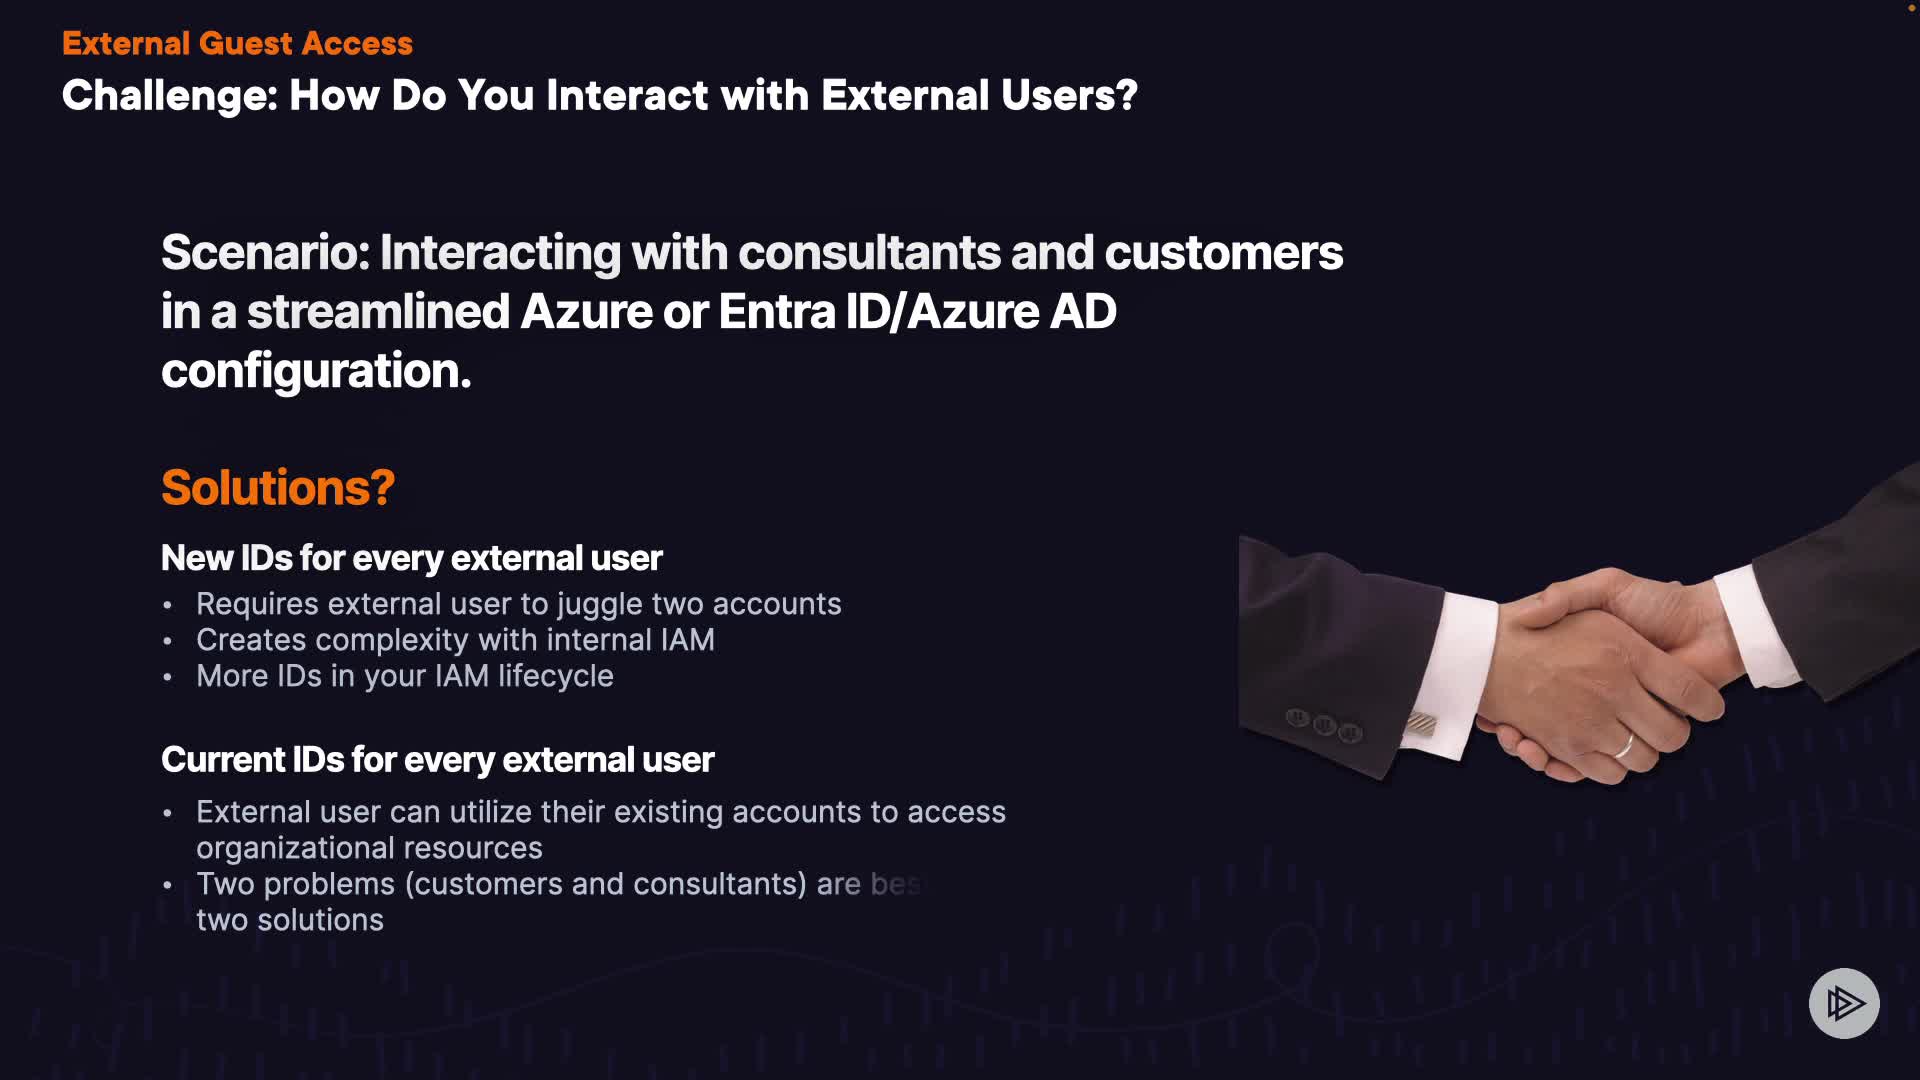 External Guest Access
Challenge: How Do You Interact with External Users?
Scenario: Interacting with consultants and customers
in a streamlined Azure or Entra ID/Azure AD
configuration.
Solutions?
New IDs for every external user
• Requires external user to juggle two accounts
• Creates complexity with internal IAM
• More IDs in your IAM lifecycle
Current IDs for every external user
• External user can utilize their existing accounts to access
organizational resources
• Two problems (customers and consultants) are
two solutions